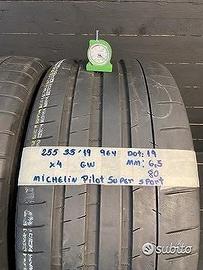 255 35 '19 96Y DOT: 19
x4 GW MM: 6,5
80
MICHELIN Pilot Super sport
subito